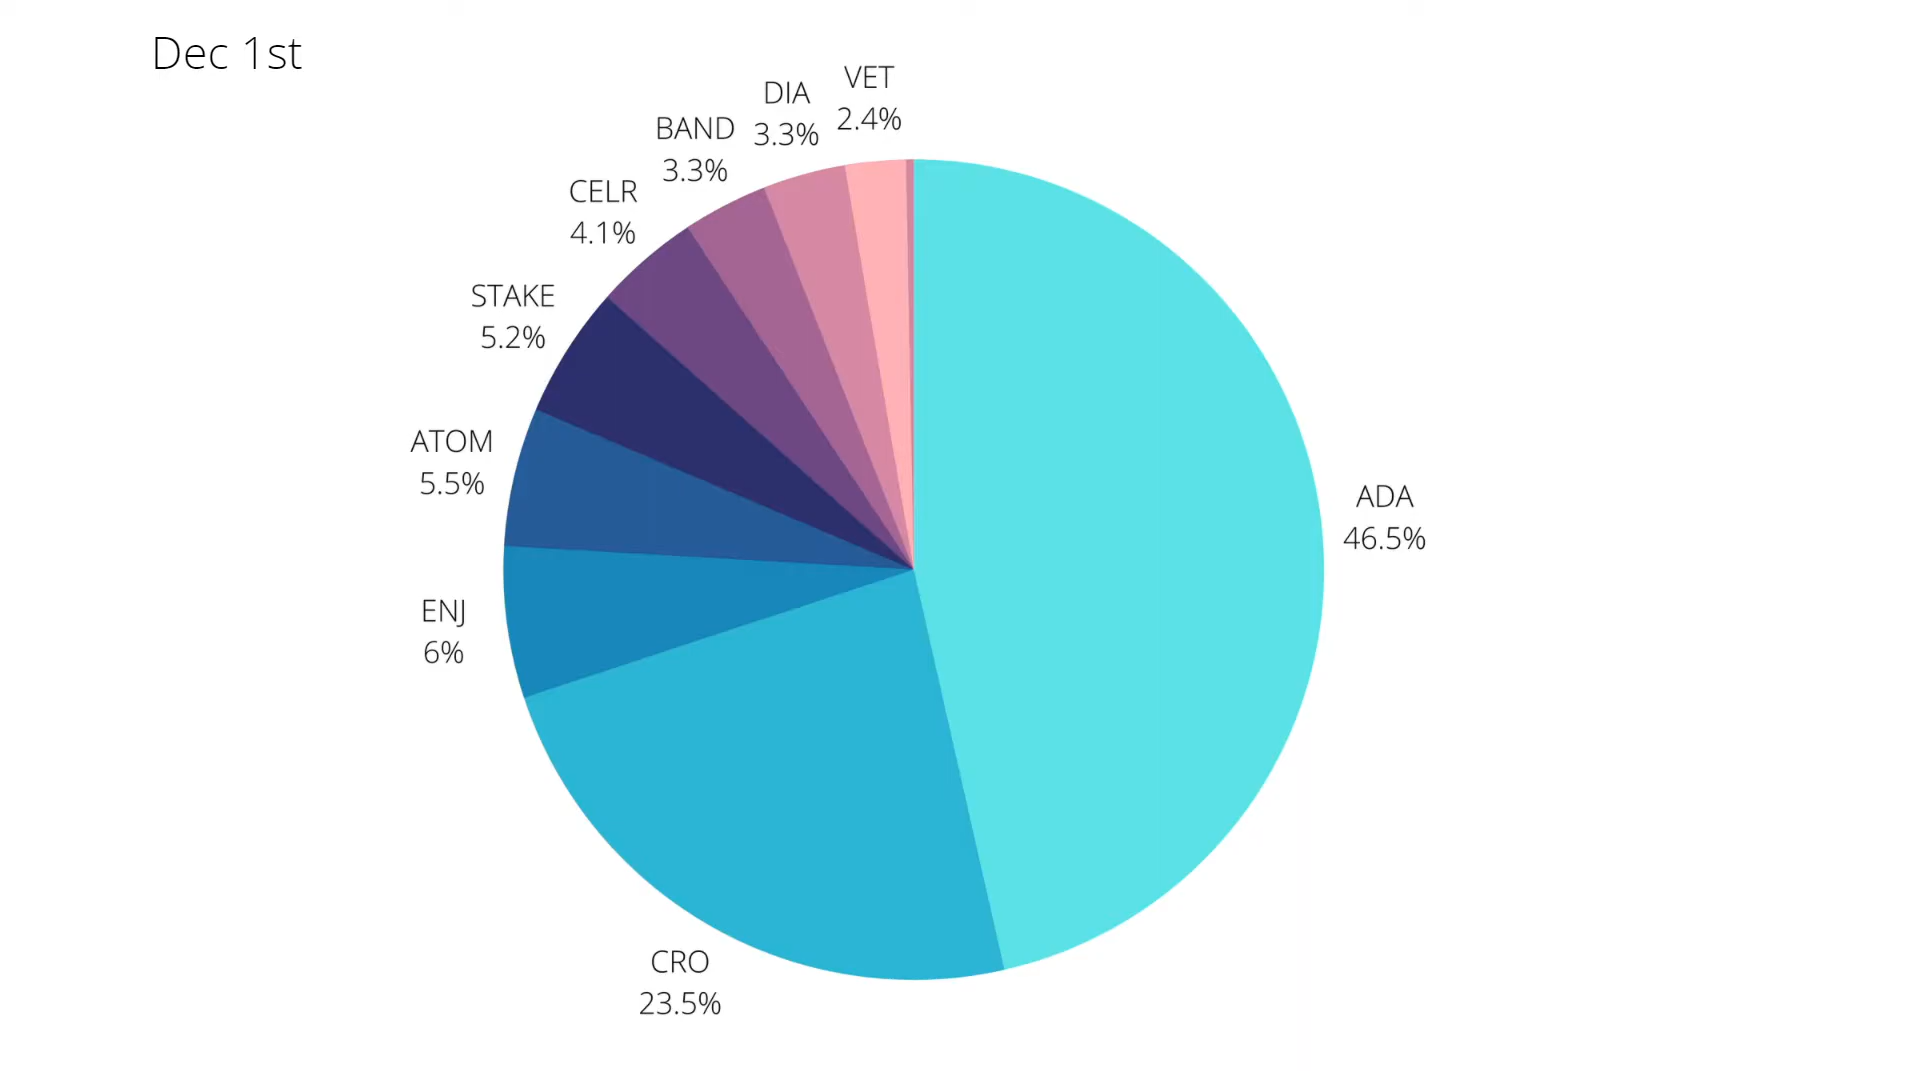 Dec 1st
VET
2.4%
DIA
3.3%
BAND
3.3%
CELR
4.1%
STAKE
5.2%
ATOM
5.5%
ENJ
6%
CRO
23.5%
ADA
46.5%